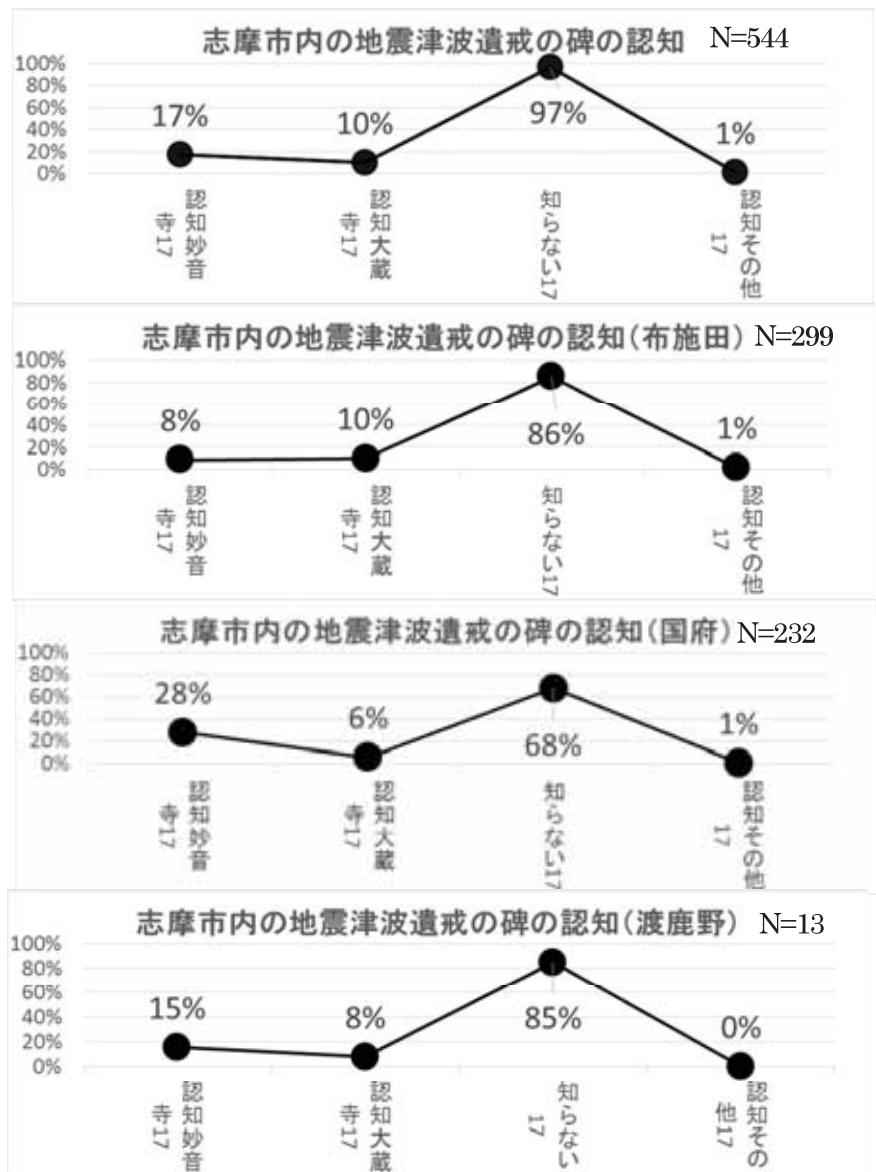 志摩市内の地震津波遺戒の碑の認知 N=544
100%
80%
60%
40%
20%
0%
17%
10%
97%
1%
認知妙音
寺17
認知大蔵
寺17
知らない17
認知その他
17
志摩市内の地震津波遺戒の碑の認知(布施田) N=299
100%
80%
60%
40%
20%
0%
8%
10%
86%
1%
認知妙音
寺17
認知大蔵
寺17
知らない17
認知その他
17
志摩市内の地震津波遺戒の碑の認知(国府) N=232
100%
80%
60%
40%
20%
0%
28%
6%
68%
1%
認知妙音
寺17
認知大蔵
寺17
知らない17
認知その他
17
志摩市内の地震津波遺戒の碑の認知(渡鹿野) N=13
100%
80%
60%
40%
20%
0%
15%
8%
85%
0%
認知妙音
寺17
認知大蔵
寺17
知らない
17
認知その
他17